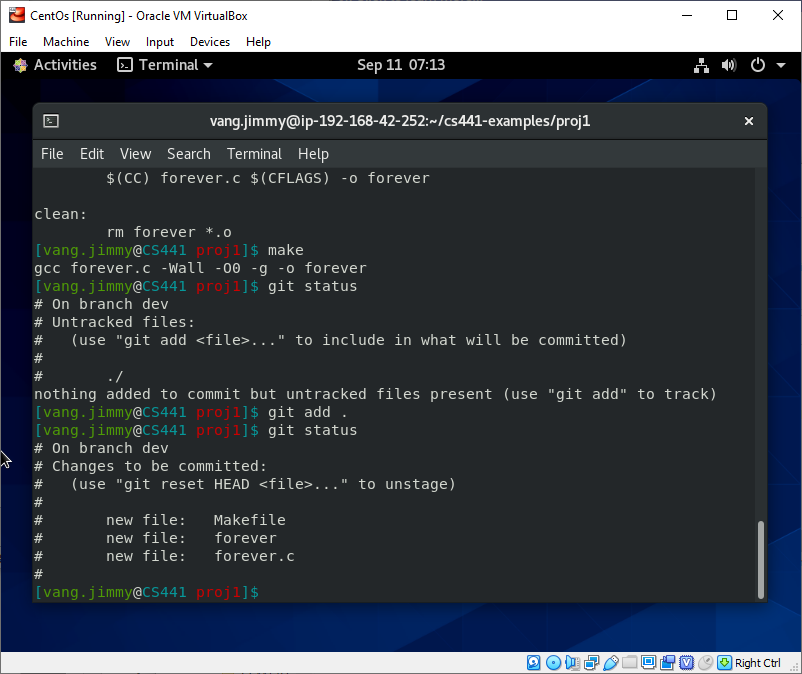 CentOs [Running] - Oracle VM VirtualBox
File Machine View Input Devices Help
Activities Terminal Sep 11 07:13
vang.jimmy@ip-192-168-42-252:~/cs441-examples/proj1
File Edit View Search Terminal Help
        $(CC) forever.c $(CFLAGS) -o forever
clean:
        rm forever *.o
[vang.jimmy@CS441 proj1]$ make
gcc forever.c -Wall -O0 -g -o forever
[vang.jimmy@CS441 proj1]$ git status
# On branch dev
# Untracked files:
#   (use "git add <file>..." to include in what will be committed)
#
#       ./
nothing added to commit but untracked files present (use "git add" to track)
[vang.jimmy@CS441 proj1]$ git add .
[vang.jimmy@CS441 proj1]$ git status
# On branch dev
# Changes to be committed:
#   (use "git reset HEAD <file>..." to unstage)
#
#       new file:   Makefile
#       new file:   forever
#       new file:   forever.c
#
[vang.jimmy@CS441 proj1]$
Right Ctrl